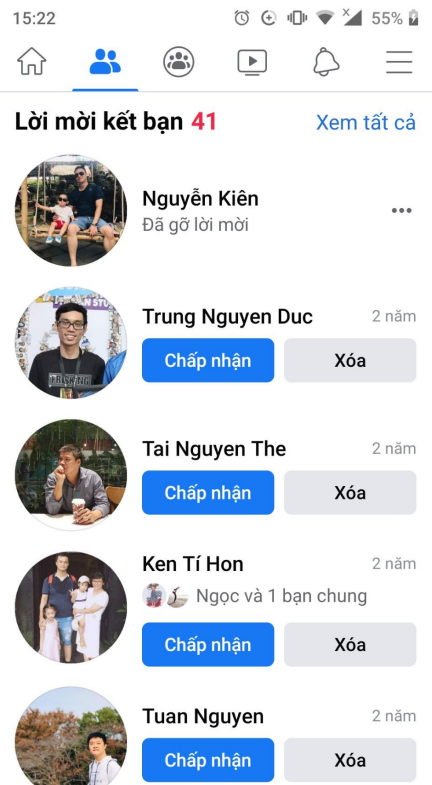 15:22
55%
Lời mời kết bạn 41
Xem tất cả
Nguyễn Kiên
Đã gỡ lời mời
Trung Nguyen Duc
2 năm
Chấp nhận
Xóa
Tai Nguyen The
2 năm
Chấp nhận
Xóa
Ken Tí Hon
2 năm
Ngọc và 1 bạn chung
Chấp nhận
Xóa
Tuan Nguyen
2 năm
Chấp nhận
Xóa